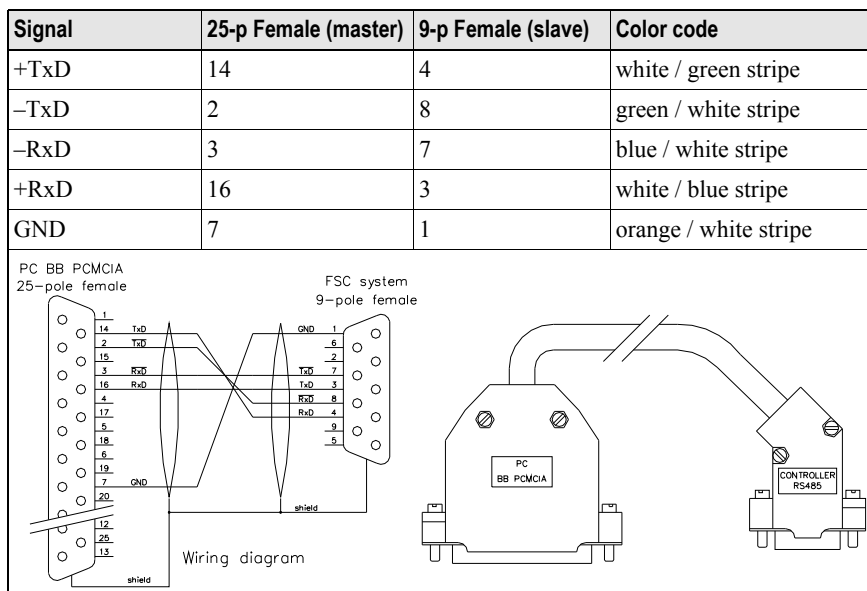 Signal 25-p Female (master) 9-p Female (slave) Color code
+TxD 14 4 white / green stripe
–TxD 2 8 green / white stripe
–RxD 3 7 blue / white stripe
+RxD 16 3 white / blue stripe
GND 7 1 orange / white stripe
PC BB PCMCIA
25-pole female
FSC system
9-pole female
1
14 TxD
2 T̅x̅D̅
15
3 R̅x̅D̅
16 RxD
4
17
5
18
6
19
7 GND
20
12
25
13
shield
GND 1
6
2
T̅x̅D̅ 7
TxD 3
R̅x̅D̅ 8
RxD 4
9
5
shield
Wiring diagram
PC
BB PCMCIA
CONTROLLER
RS485